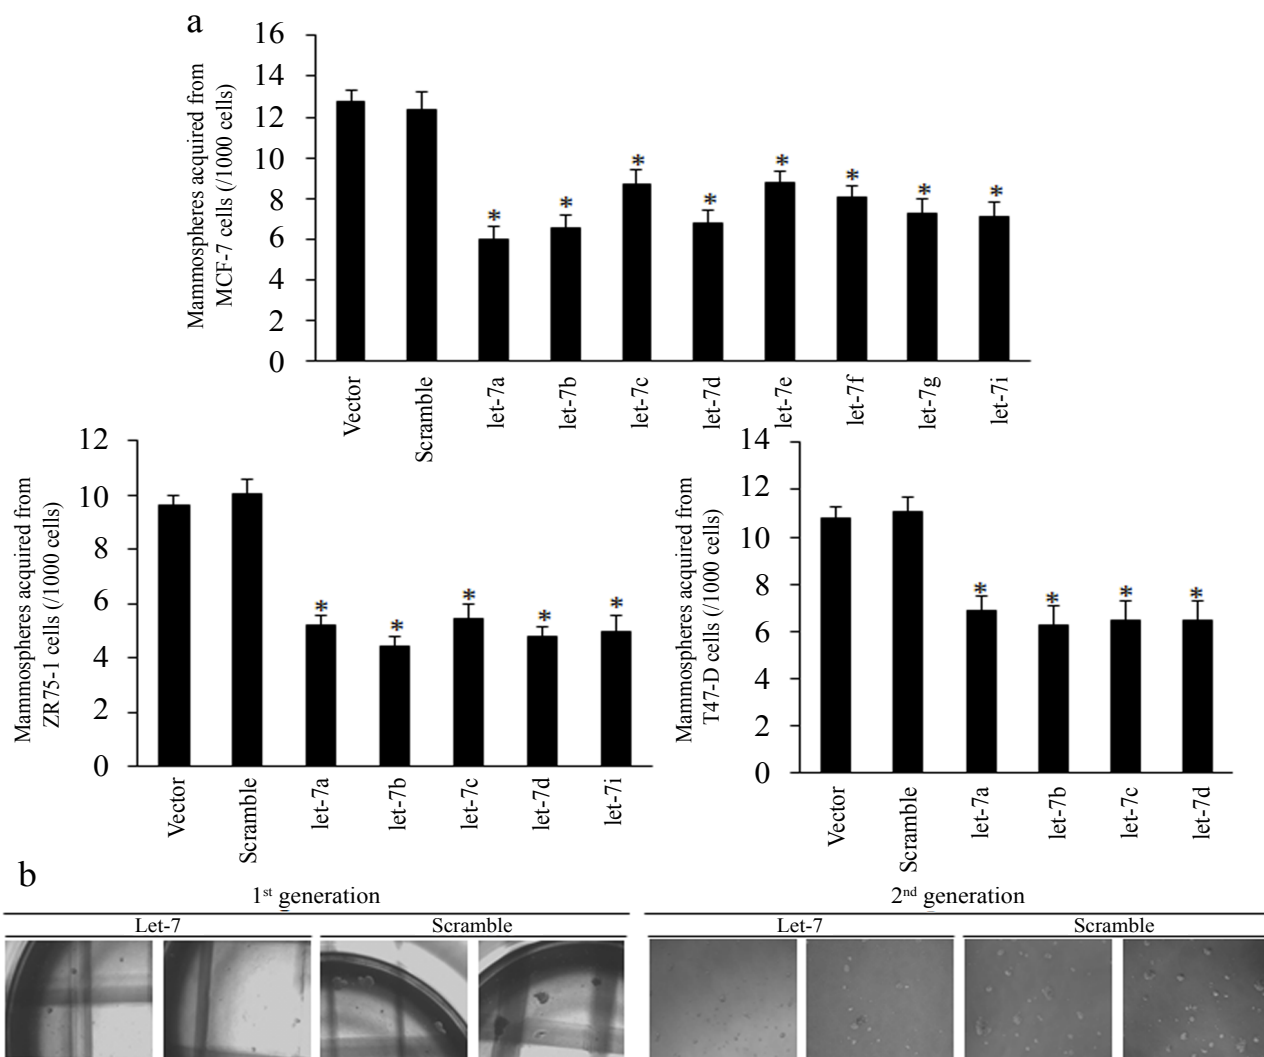 a
Mammospheres acquired from
MCF-7 cells (/1000 cells)
16
14
12
10
8
6
4
2
0
* * * * * * * *
Vector Scramble let-7a let-7b let-7c let-7d let-7e let-7f let-7g let-7i
Mammospheres acquired from
ZR75-1 cells (/1000 cells)
12
10
8
6
4
2
0
* * * * *
Vector Scramble let-7a let-7b let-7c let-7d let-7i
Mammospheres acquired from
T47-D cells (/1000 cells)
14
12
10
8
6
4
2
0
* * * *
Vector Scramble let-7a let-7b let-7c let-7d
b
1st generation
Let-7 Scramble
2nd generation
Let-7 Scramble